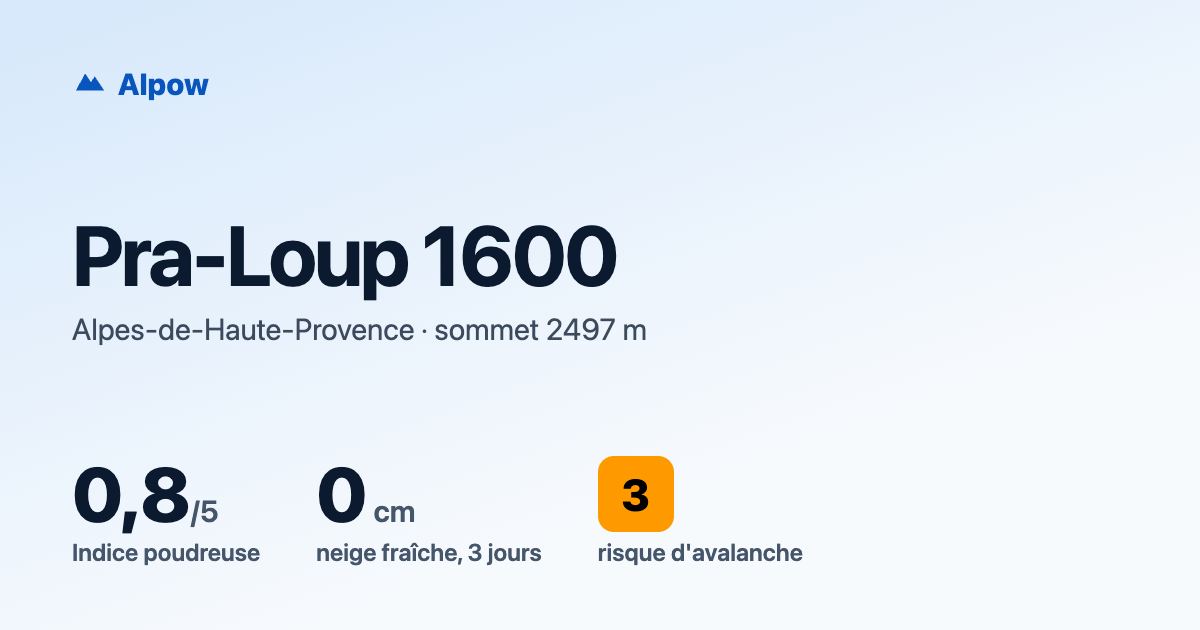 Alpow
Pra-Loup 1600
Alpes-de-Haute-Provence · sommet 2497 m
0,8/5
Indice poudreuse
0 cm
neige fraîche, 3 jours
3
risque d'avalanche